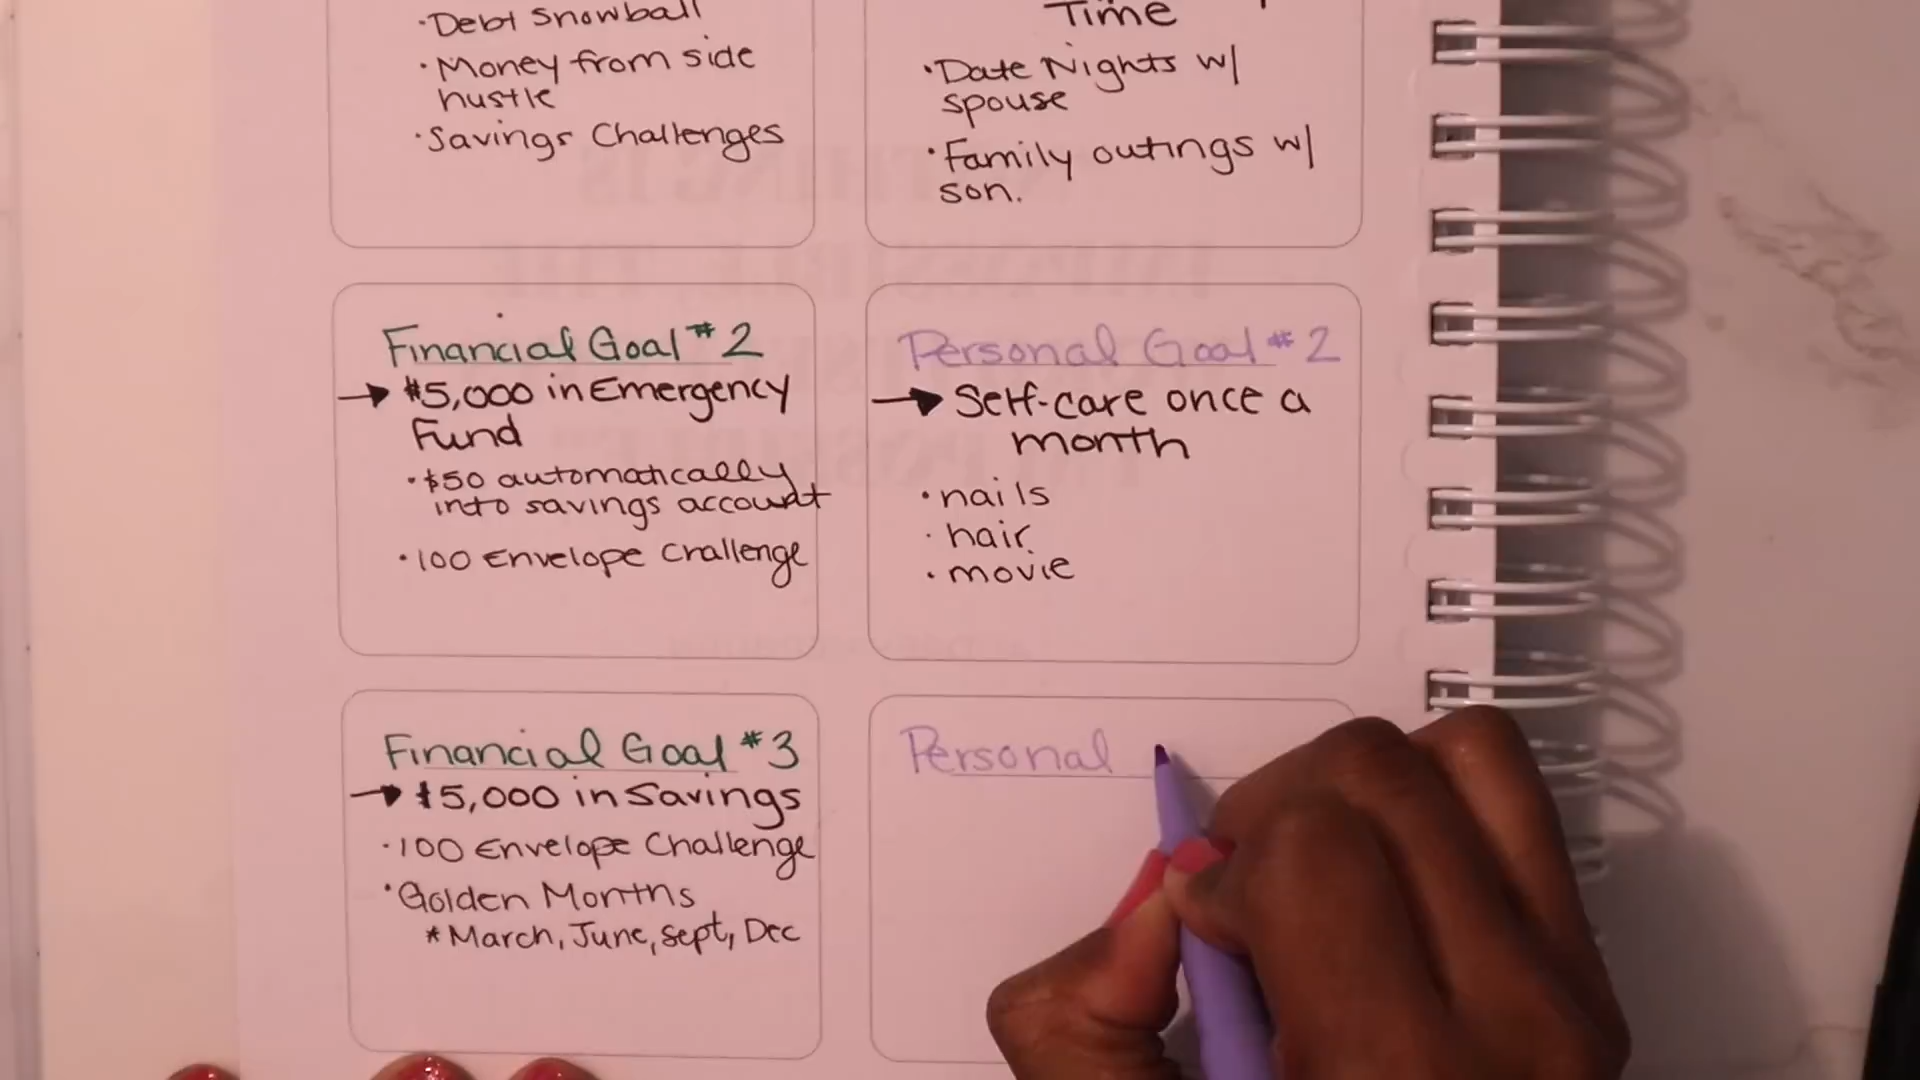 ·Debt Snowball
·Money from side
hustle
·Savings Challenges
Time
·Date Nights w/
spouse
·Family outings w/
son.
Financial Goal #2
→ $5,000 in Emergency
Fund
·$50 automatically
into savings account
·100 Envelope Challenge
Personal Goal #2
→ Self-care once a
month
·nails
·hair
·movie
Financial Goal #3
→ $5,000 in Savings
·100 Envelope Challenge
·Golden Months
*March, June, Sept, Dec
Personal